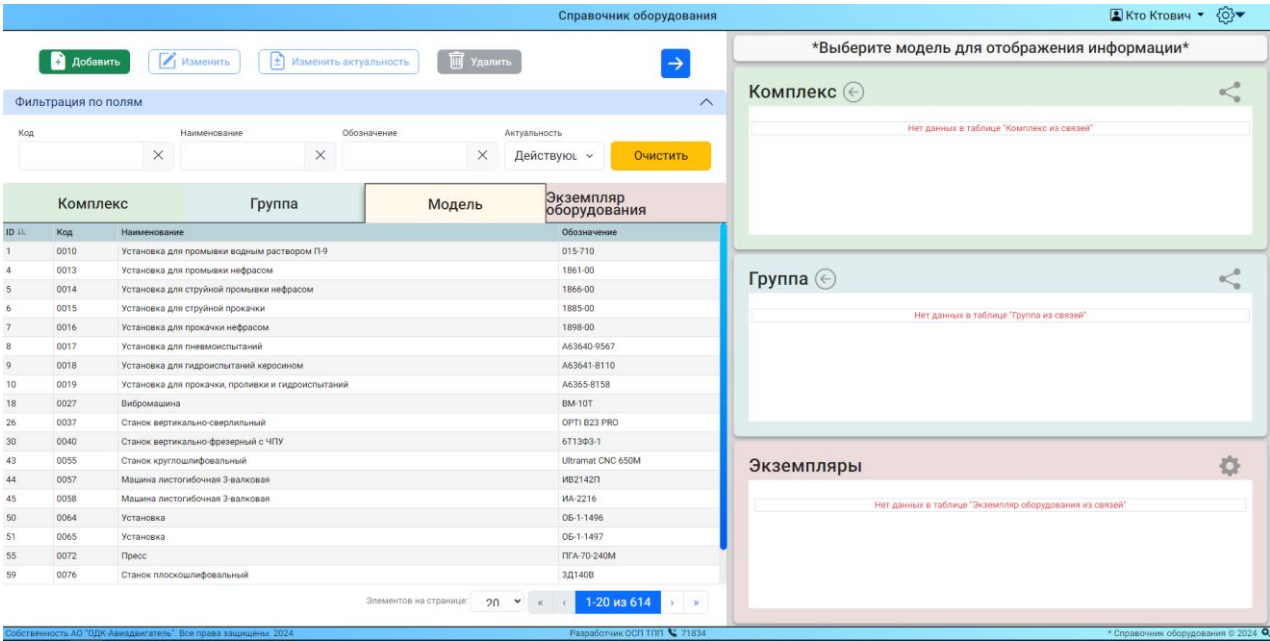 Справочник оборудования
Кто Ктович
Добавить Изменить Изменить актуальность Удалить
*Выберите модель для отображения информации*
Фильтрация по полям
Код Наименование Обозначение Актуальность
Действующ Очистить
Комплекс Группа Модель Экземпляр оборудования
ID Код Наименование Обозначение
1 0010 Установка для промывки водным раствором П-9 015-710
4 0013 Установка для промывки нефрасом 1861-00
5 0014 Установка для струйной промывки нефрасом 1866-00
6 0015 Установка для струйной прокачки 1885-00
7 0016 Установка для прокачки нефрасом 1898-00
8 0017 Установка для пневмоиспытаний А63640-9567
9 0018 Установка для гидроиспытаний керосином А63641-8110
10 0019 Установка для прокачки, проливки и гидроиспытаний А6365-8158
18 0027 Вибромашина ВМ-10Т
26 0037 Станок вертикально-сверлильный OPTI B23 PRO
30 0040 Станок вертикально-фрезерный с ЧПУ 6Т13Ф3-1
43 0055 Станок круглошлифовальный Ultramat CNC 650M
44 0057 Машина листогибочная 3-валковая ИВ2142П
45 0058 Машина листогибочная 3-валковая ИА-2216
50 0064 Установка ОБ-1-1496
51 0065 Установка ОБ-1-1497
55 0072 Пресс ПГА-70-240М
59 0076 Станок плоскошлифовальный 3Д140В
Элементов на странице: 20 « ‹ 1-20 из 614 › »
Комплекс
Нет данных в таблице "Комплекс из связей"
Группа
Нет данных в таблице "Группа из связей"
Экземпляры
Нет данных в таблице "Экземпляр оборудования из связей"
Собственность АО "ОДК-Авиадвигатель". Все права защищены. 2024
Разработчик ОСП ТПП 71834
* Справочник оборудования © 2024